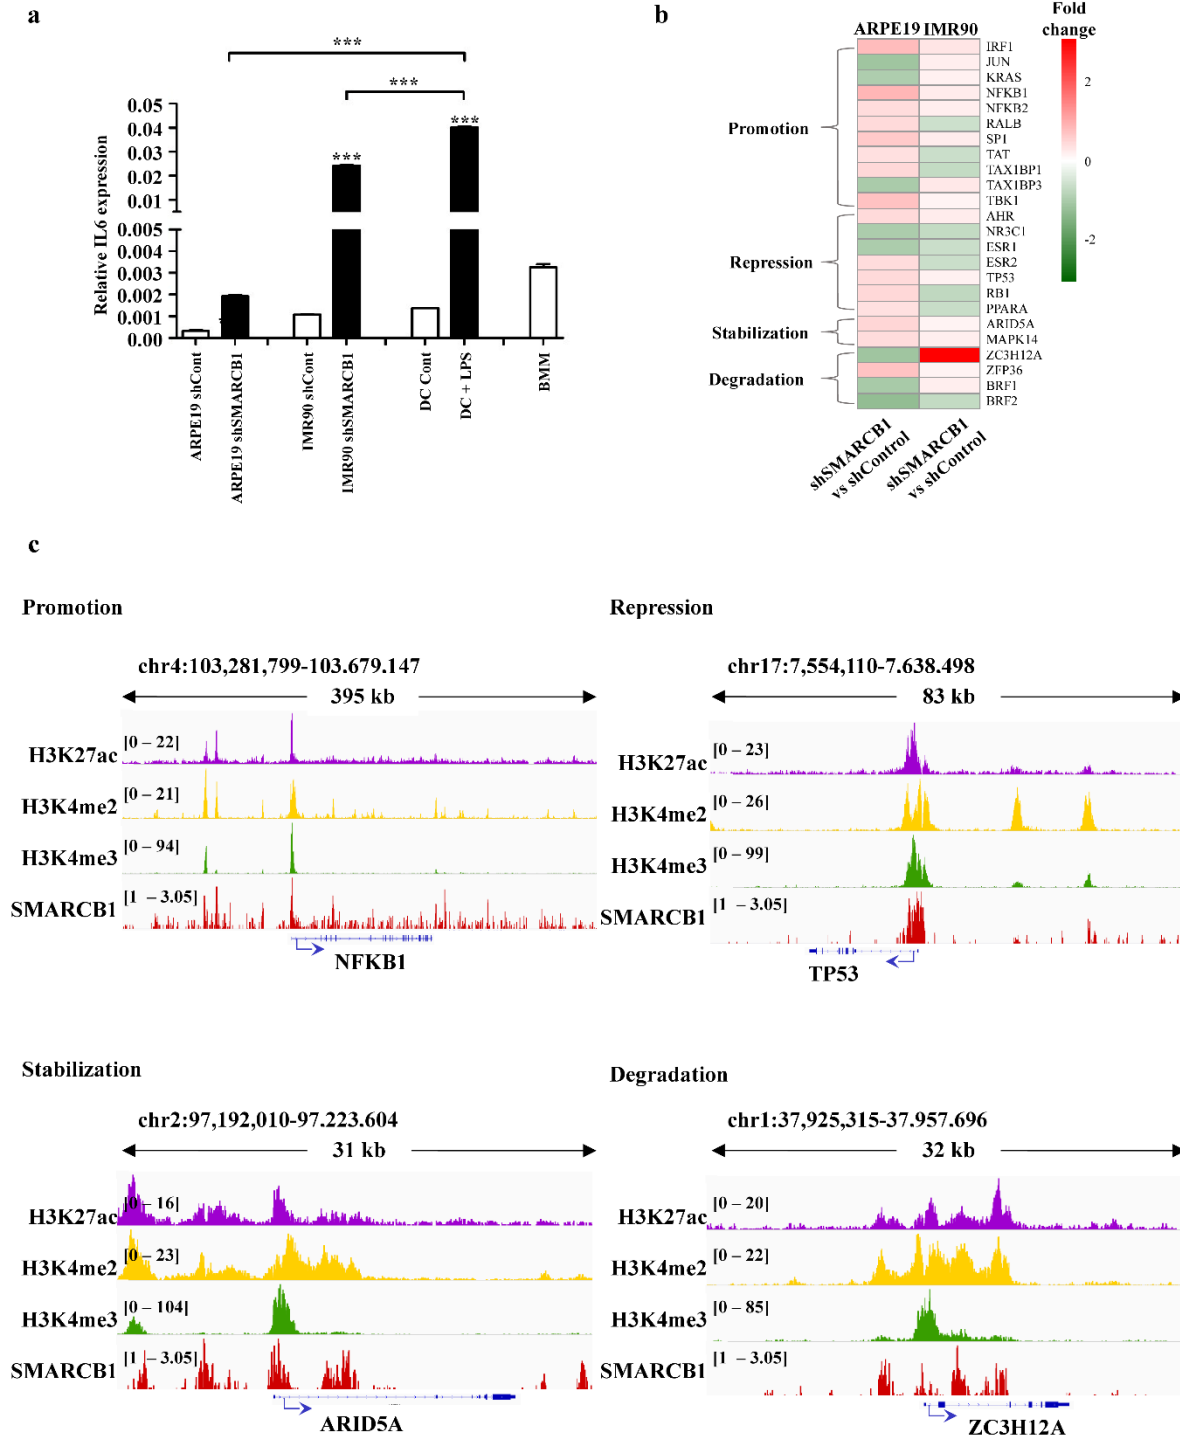 a
***
***
***
***
0.05
0.04
0.03
0.02
0.01
0.005
0.004
0.003
0.002
0.001
0.00
Relative IL6 expression
ARPE19 shCont
ARPE19 shSMARCB1
IMR90 shCont
IMR90 shSMARCB1
DC Cont
DC + LPS
BMM
b
ARPE19 IMR90
Fold
change
2
0
-2
Promotion
Repression
Stabilization
Degradation
IRF1
JUN
KRAS
NFKB1
NFKB2
RALB
SP1
TAT
TAX1BP1
TAX1BP3
TBK1
AHR
NR3C1
ESR1
ESR2
TP53
RB1
PPARA
ARID5A
MAPK14
ZC3H12A
ZFP36
BRF1
BRF2
shSMARCB1
vs shControl
shSMARCB1
vs shControl
c
Promotion
chr4:103,281,799-103.679.147
395 kb
H3K27ac [0 – 22]
H3K4me2 [0 – 21]
H3K4me3 [0 – 94]
SMARCB1 [1 – 3.05]
NFKB1
Repression
chr17:7,554,110-7.638.498
83 kb
H3K27ac [0 – 23]
H3K4me2 [0 – 26]
H3K4me3 [0 – 99]
SMARCB1 [1 – 3.05]
TP53
Stabilization
chr2:97,192,010-97.223.604
31 kb
H3K27ac [0 – 16]
H3K4me2 [0 – 23]
H3K4me3 [0 – 104]
SMARCB1 [1 – 3.05]
ARID5A
Degradation
chr1:37,925,315-37.957.696
32 kb
H3K27ac [0 – 20]
H3K4me2 [0 – 22]
H3K4me3 [0 – 85]
SMARCB1 [1 – 3.05]
ZC3H12A